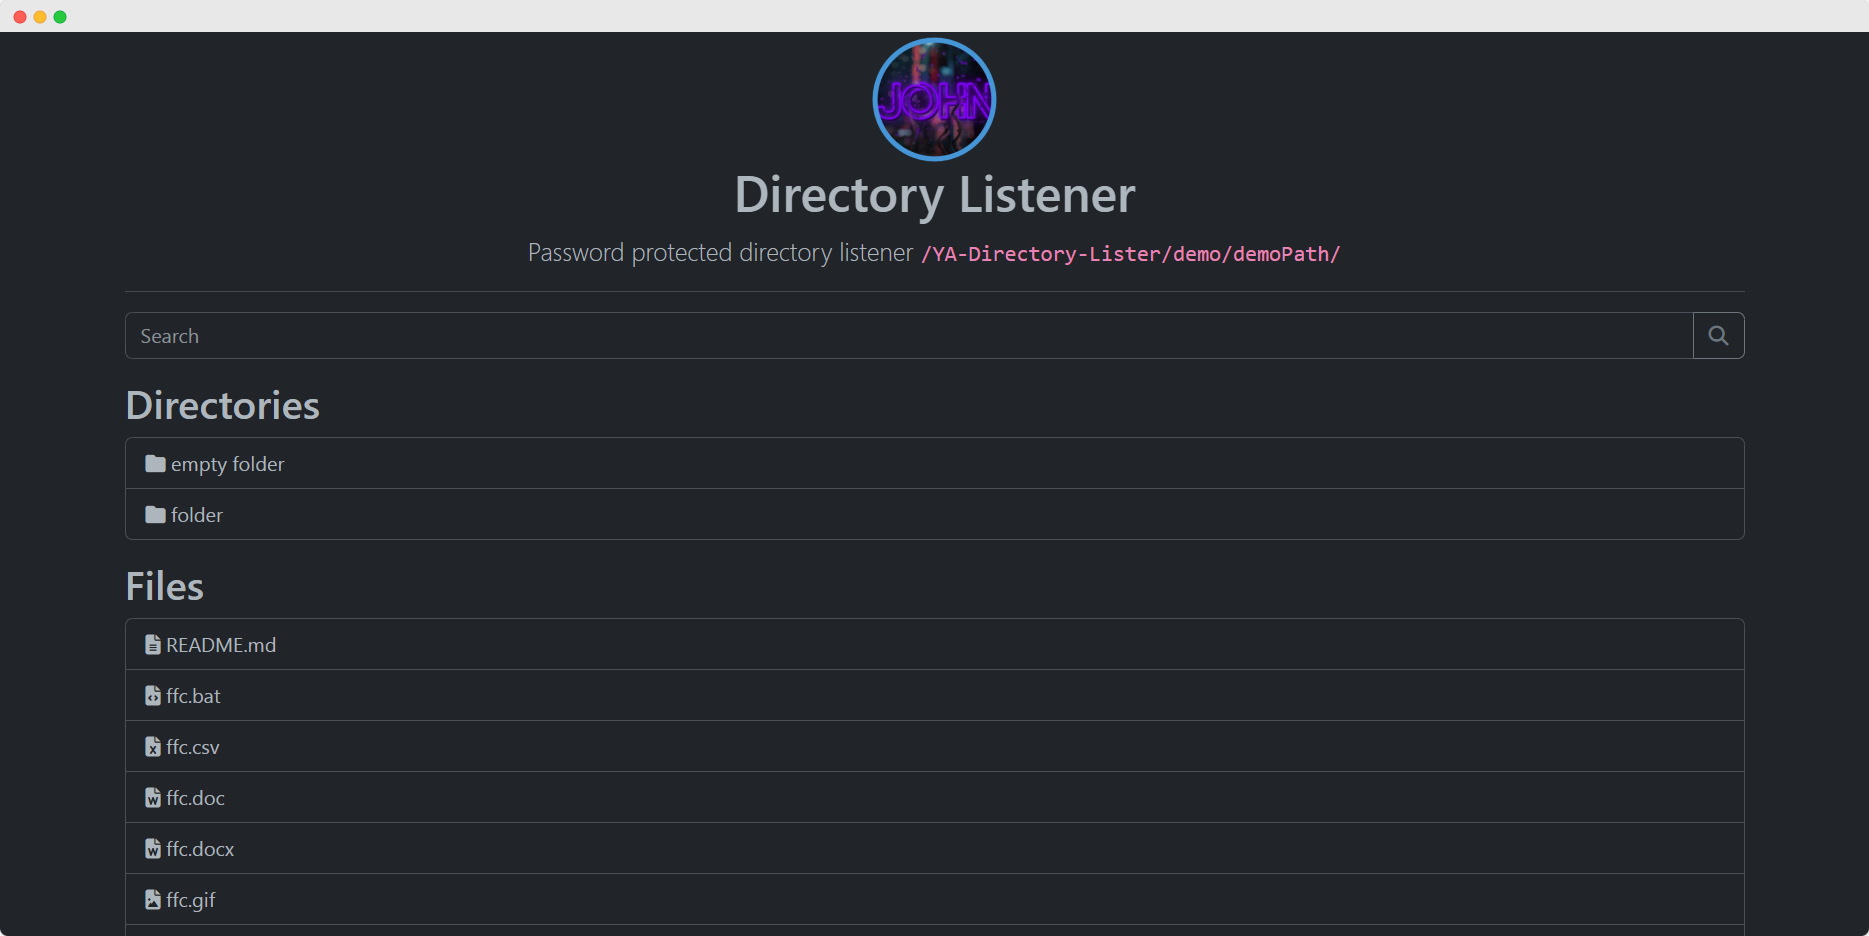 JOHN
Directory Listener
Password protected directory listener /YA-Directory-Lister/demo/demoPath/
Search
Directories
empty folder
folder
Files
README.md
ffc.bat
ffc.csv
ffc.doc
ffc.docx
ffc.gif